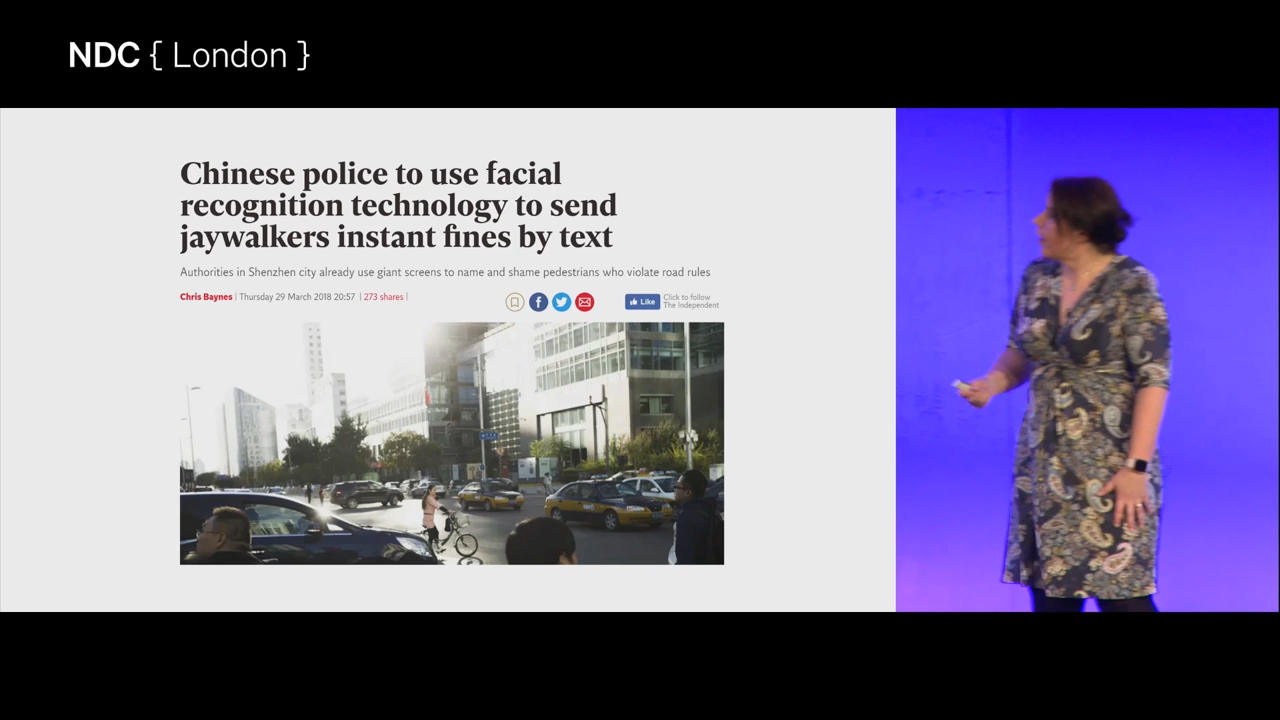 NDC { London }
Chinese police to use facial
recognition technology to send
jaywalkers instant fines by text
Authorities in Shenzhen city already use giant screens to name and shame pedestrians who violate road rules
Chris Baynes | Thursday 29 March 2018 20:57 | 273 shares |
Like
Click to follow
The Independent